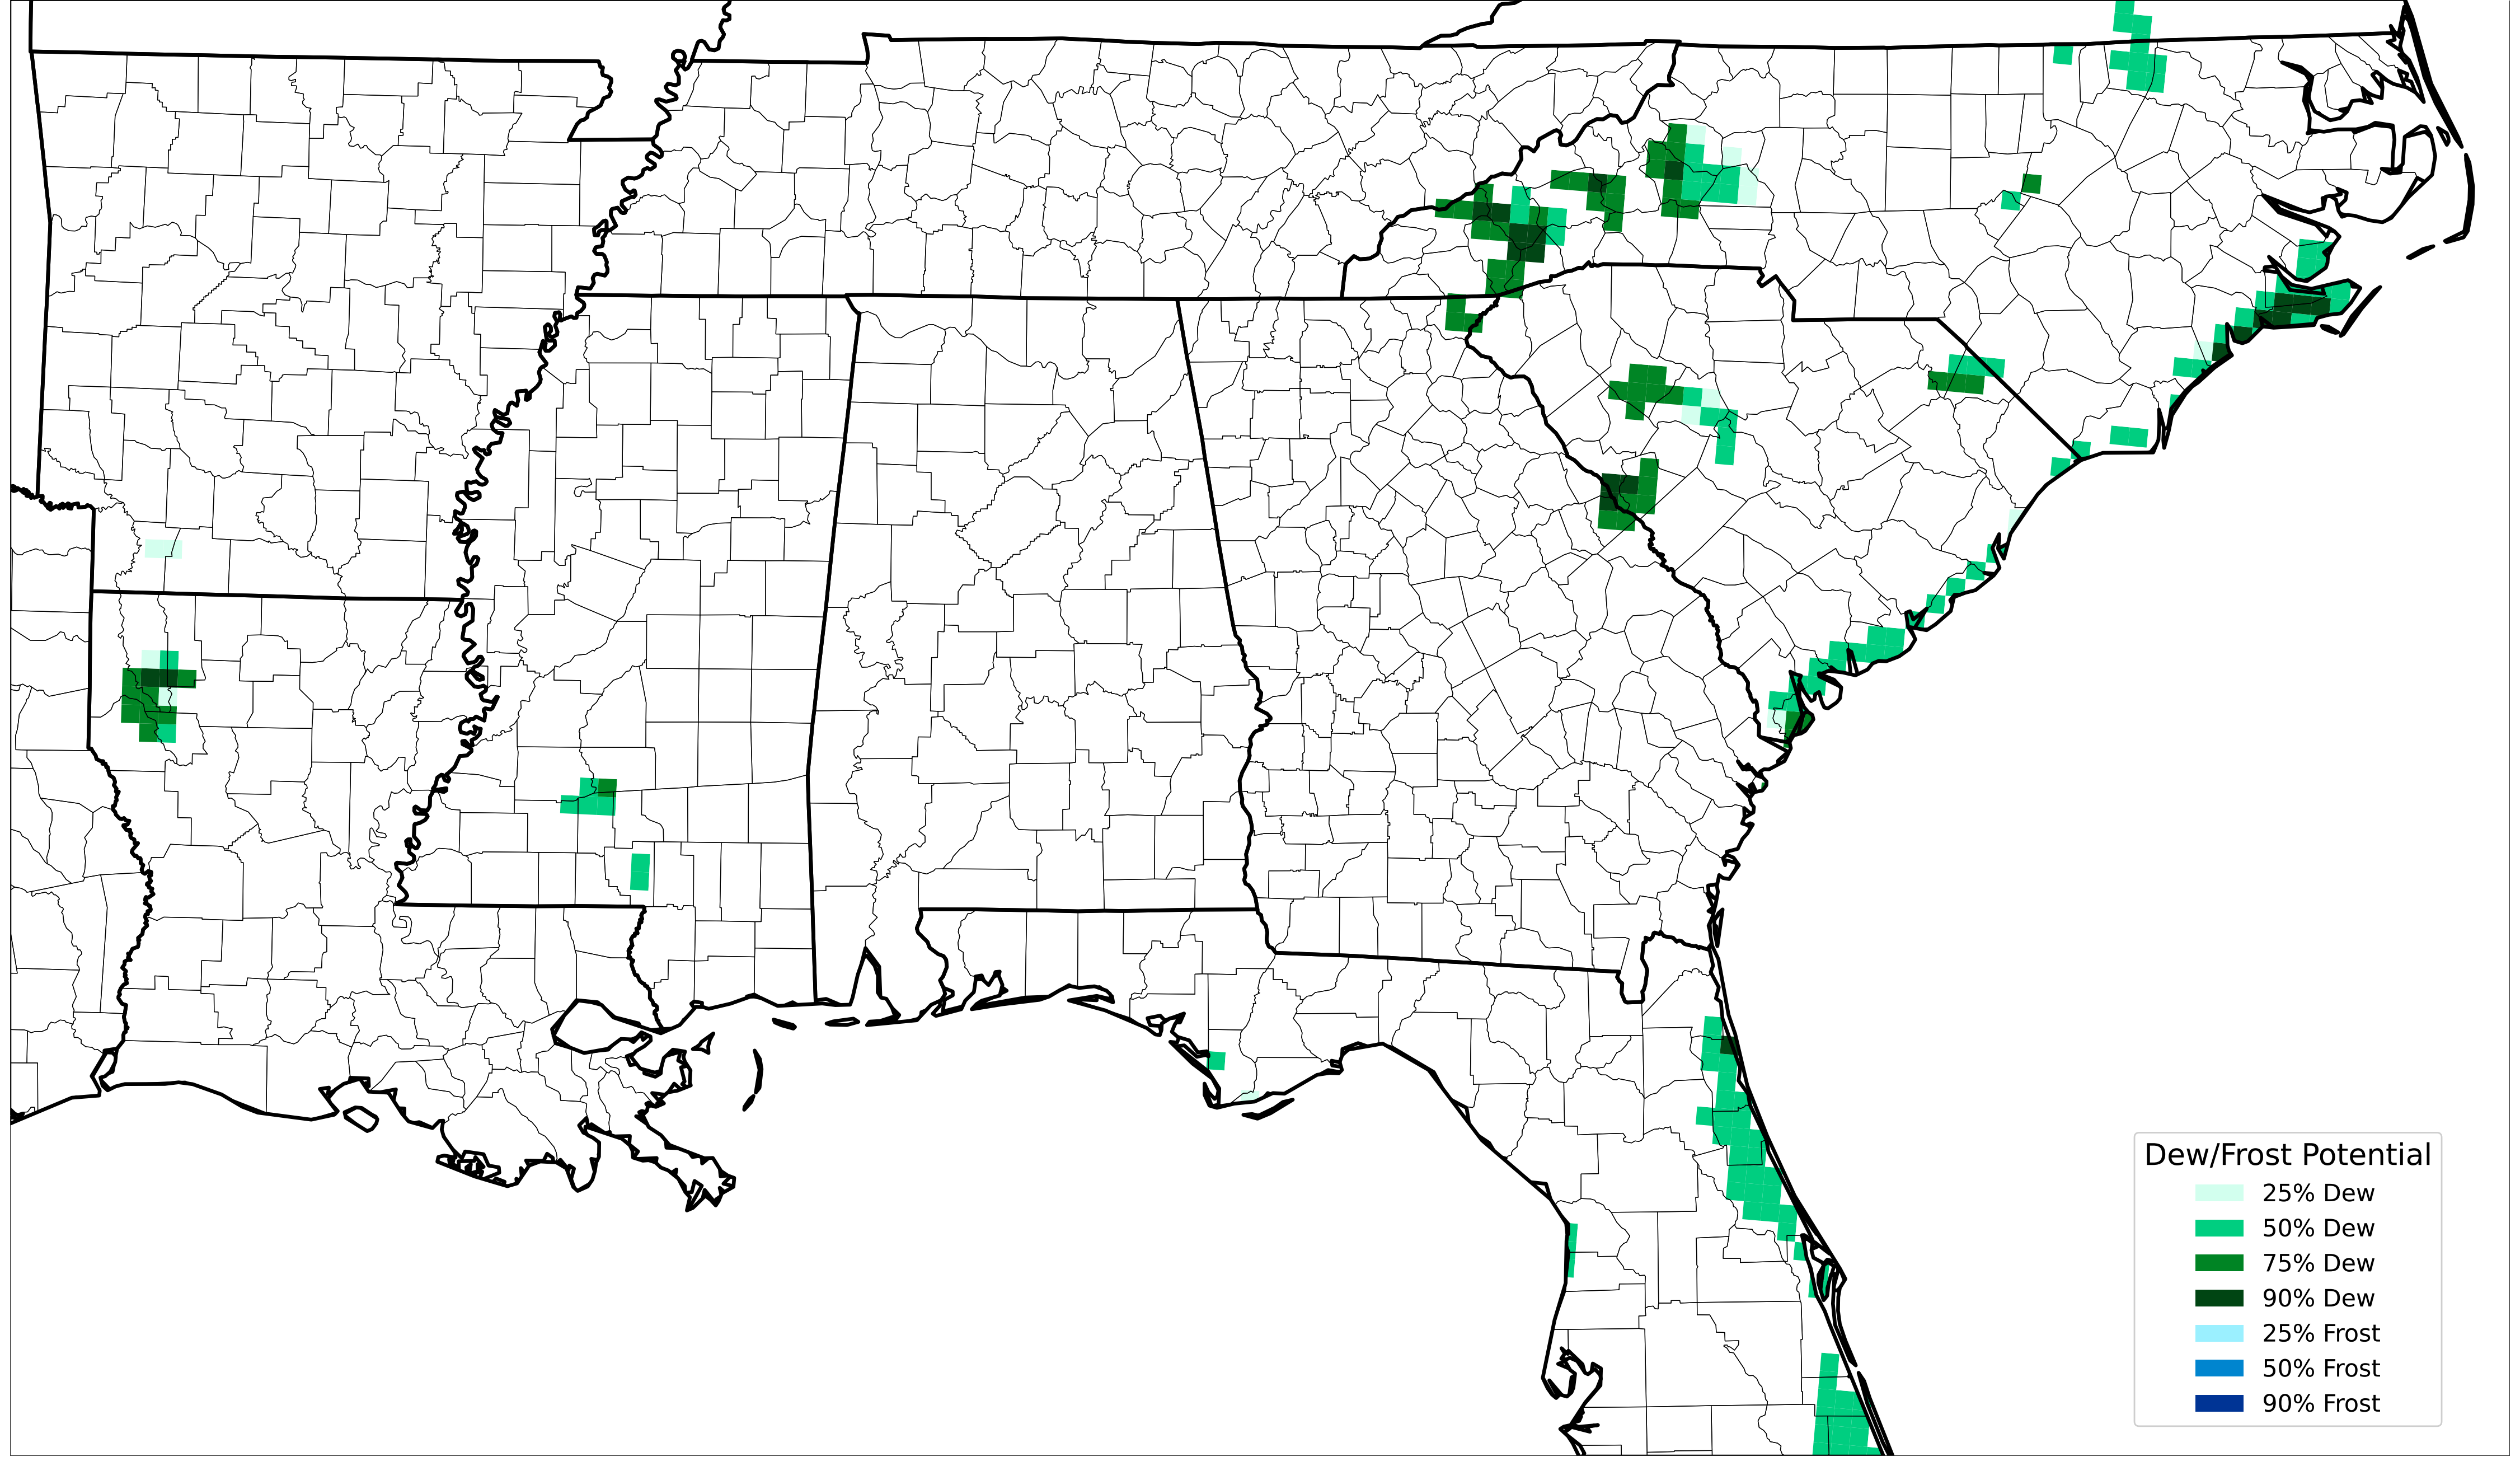 Dew/Frost Potential
25% Dew
50% Dew
75% Dew
90% Dew
25% Frost
50% Frost
90% Frost